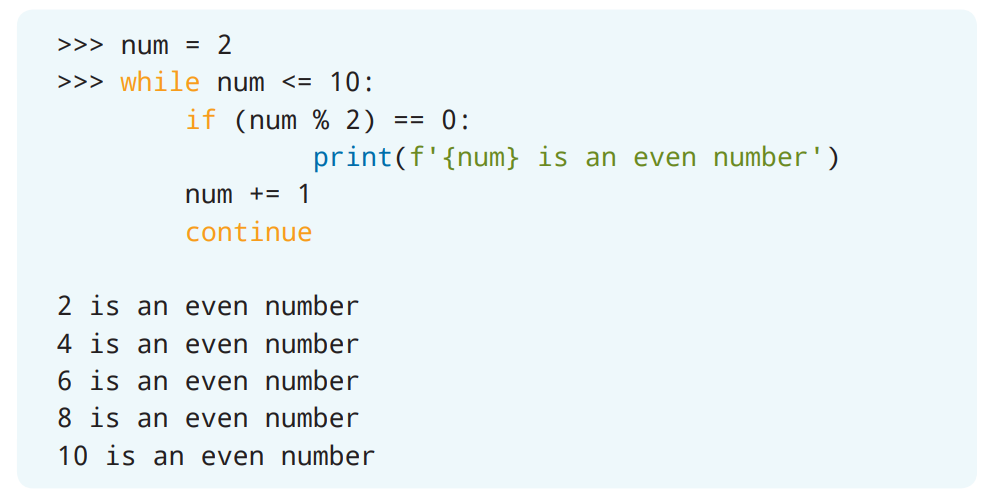 >>> num = 2
>>> while num <= 10:
        if (num % 2) == 0:
                print(f'{num} is an even number')
        num += 1
        continue

2 is an even number
4 is an even number
6 is an even number
8 is an even number
10 is an even number